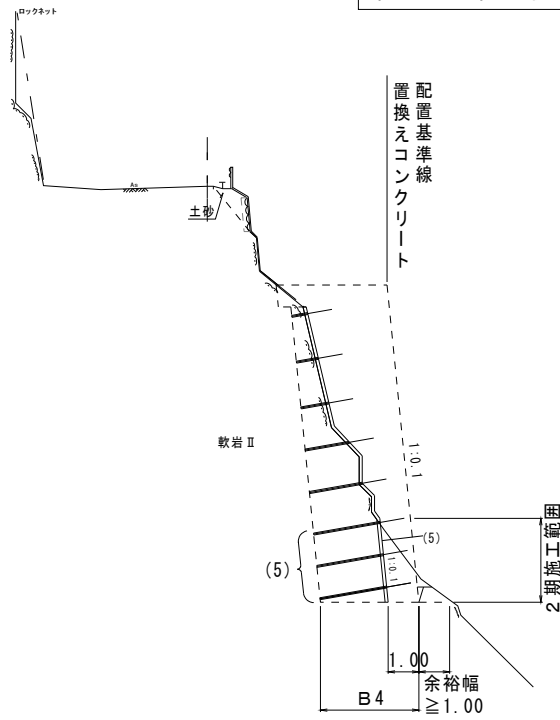 ロックネット
配置基準線
置換えコンクリート
As
土砂
軟岩Ⅱ
1:0.1
(5)
(5)
1:0.1
2期施工範囲
1.00
余裕幅
≧1.00
B4